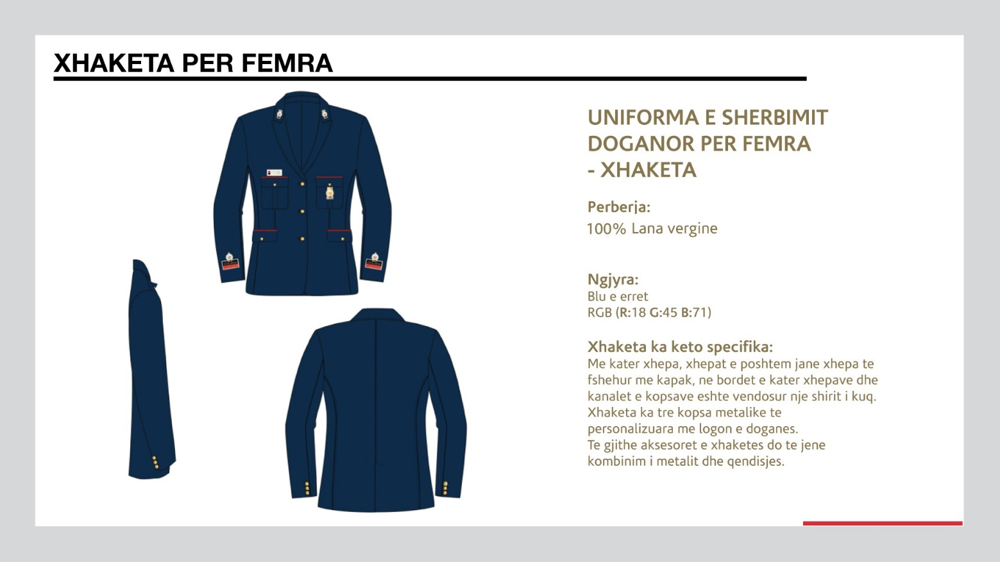 XHAKETA PER FEMRA
UNIFORMA E SHERBIMIT
DOGANOR PER FEMRA
- XHAKETA
Perberja:
100% Lana vergine
Ngjyra:
Blu e erret
RGB (R:18 G:45 B:71)
Xhaketa ka keto specifika:
Me kater xhepa, xhepat e poshtem jane xhepa te
fshehur me kapak, ne bordet e kater xhepave dhe
kanalet e kopsave eshte vendosur nje shirit i kuq.
Xhaketa ka tre kopsa metalike te
personalizuara me logon e doganes.
Te gjithe aksesoret e xhaketes do te jene
kombinim i metalit dhe qendisjes.